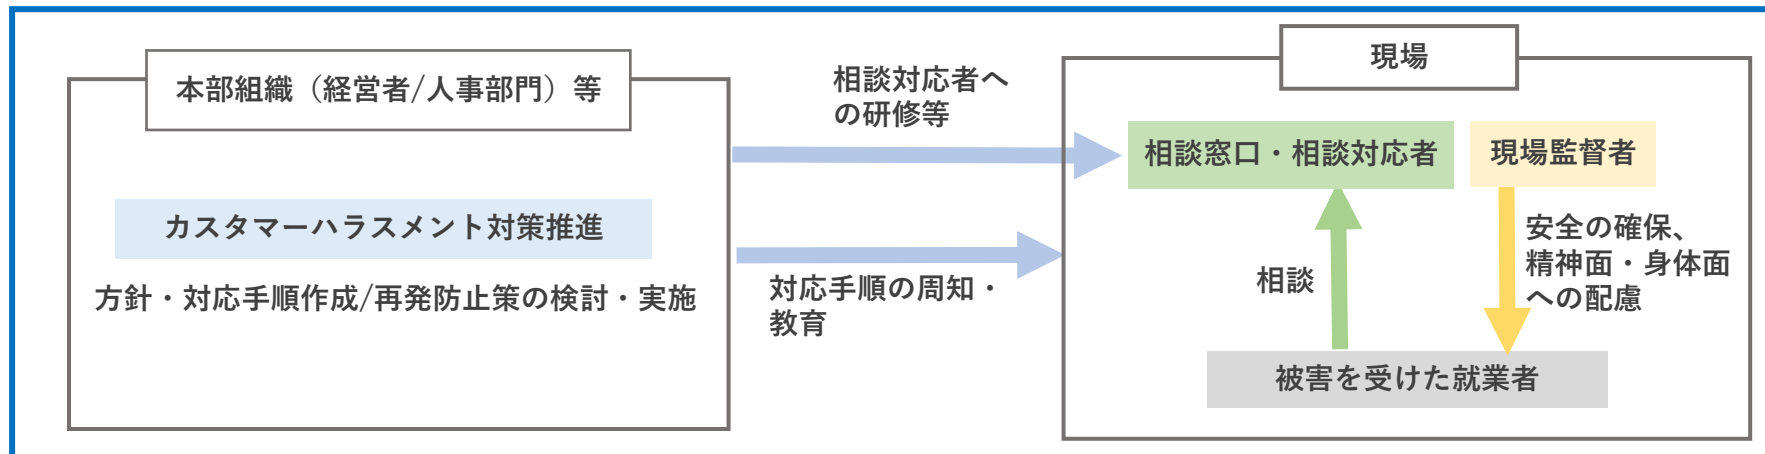 本部組織（経営者/人事部門）等
カスタマーハラスメント対策推進
方針・対応手順作成/再発防止策の検討・実施
相談対応者へ
の研修等
対応手順の周知・
教育
現場
相談窓口・相談対応者
現場監督者
相談
安全の確保、
精神面・身体面
への配慮
被害を受けた就業者